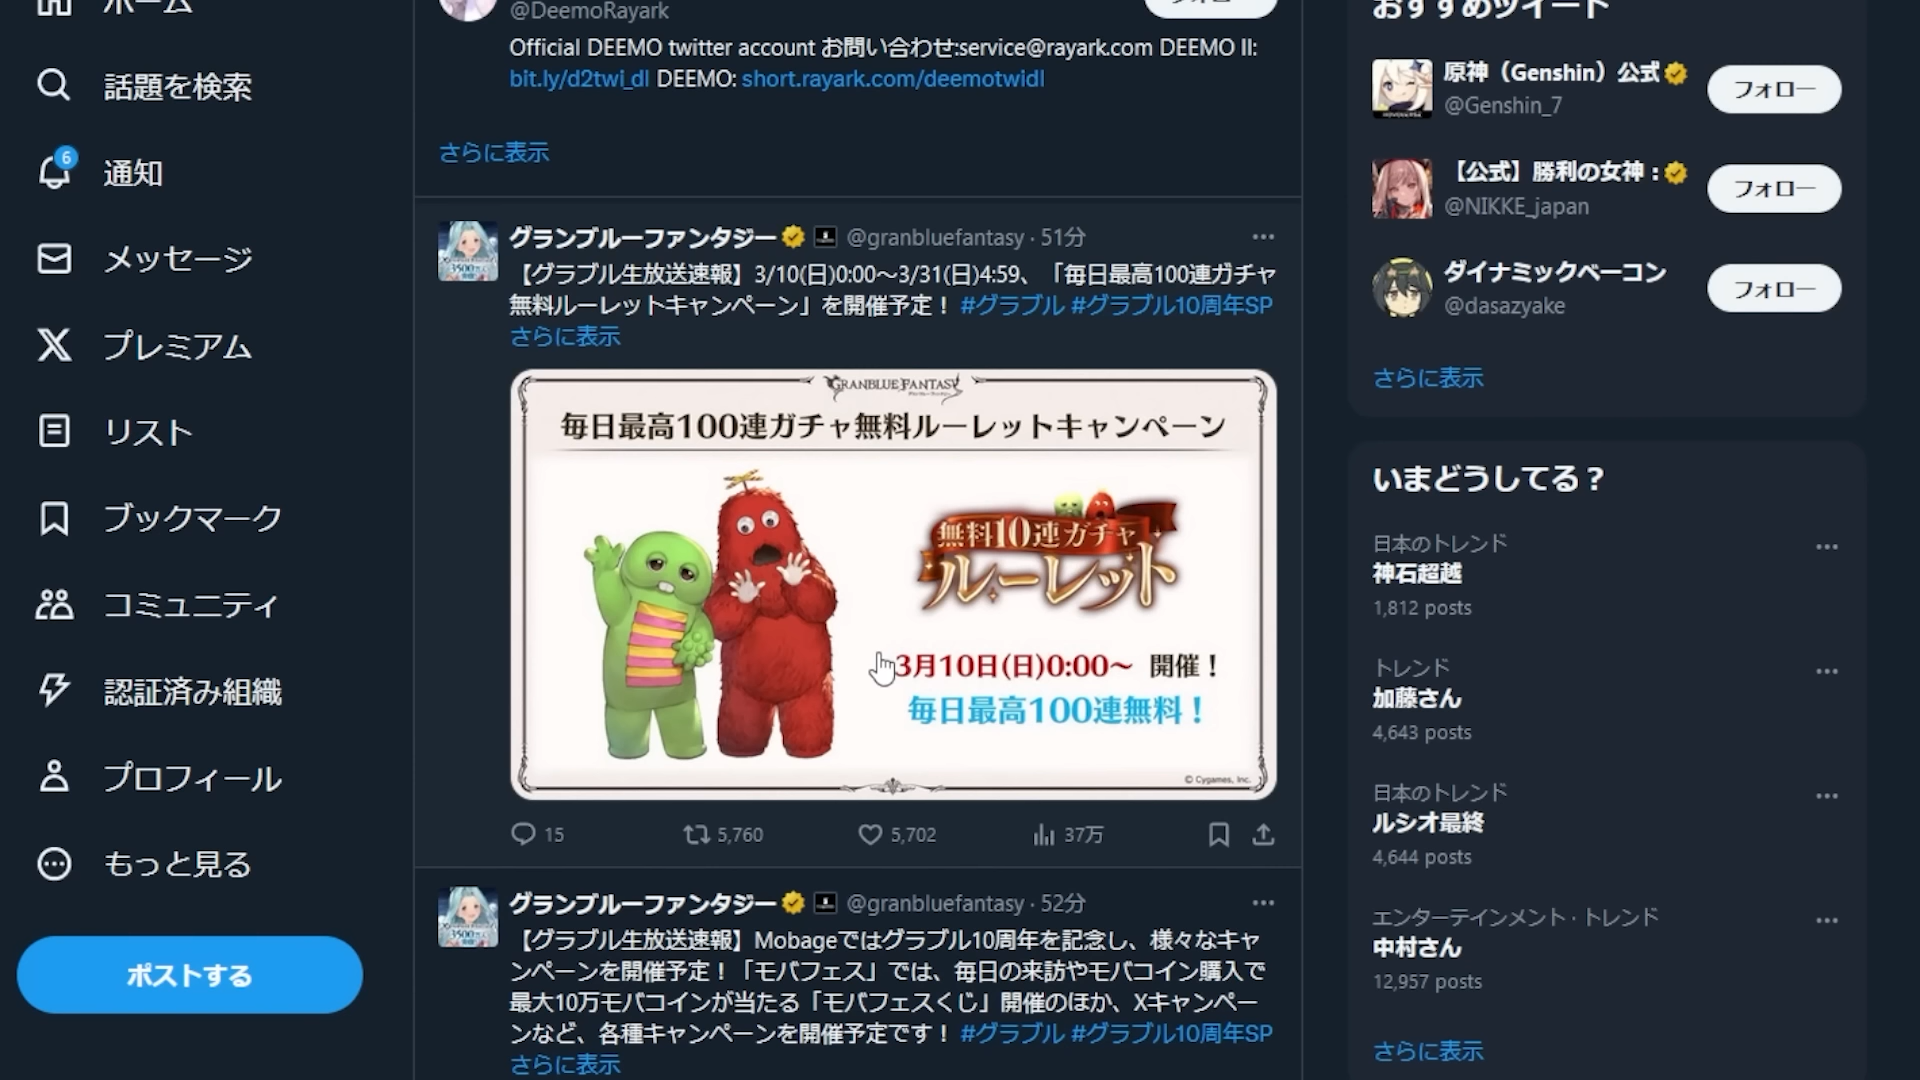 ホーム
話題を検索
6
通知
メッセージ
プレミアム
リスト
ブックマーク
コミュニティ
認証済み組織
プロフィール
もっと見る
ポストする
@DeemoRayark
フォロー
Official DEEMO twitter account お問い合わせ:service@rayark.com DEEMO II:
bit.ly/d2twi_dl DEEMO: short.rayark.com/deemotwidl
さらに表示
グランブルーファンタジー @granbluefantasy · 51分
【グラブル生放送速報】3/10(日)0:00～3/31(日)4:59、「毎日最高100連ガチャ
無料ルーレットキャンペーン」を開催予定！ #グラブル #グラブル10周年SP
さらに表示
GRANBLUE FANTASY
毎日最高100連ガチャ無料ルーレットキャンペーン
無料10連ガチャ
ルーレット
3月10日(日)0:00～ 開催！
毎日最高100連無料！
© Cygames, Inc.
15 5,760 5,702 37万
グランブルーファンタジー @granbluefantasy · 52分
【グラブル生放送速報】Mobageではグラブル10周年を記念し、様々なキャ
ンペーンを開催予定！「モバフェス」では、毎日の来訪やモバコイン購入で
最大10万モバコインが当たる「モバフェスくじ」開催のほか、Xキャンペー
ンなど、各種キャンペーンを開催予定です！ #グラブル #グラブル10周年SP
さらに表示
おすすめツイート
原神（Genshin）公式
@Genshin_7
フォロー
【公式】勝利の女神：
@NIKKE_japan
フォロー
ダイナミックベーコン
@dasazyake
フォロー
さらに表示
いまどうしてる？
日本のトレンド
神石超越
1,812 posts
トレンド
加藤さん
4,643 posts
日本のトレンド
ルシオ最終
4,644 posts
エンターテインメント · トレンド
中村さん
12,957 posts
さらに表示